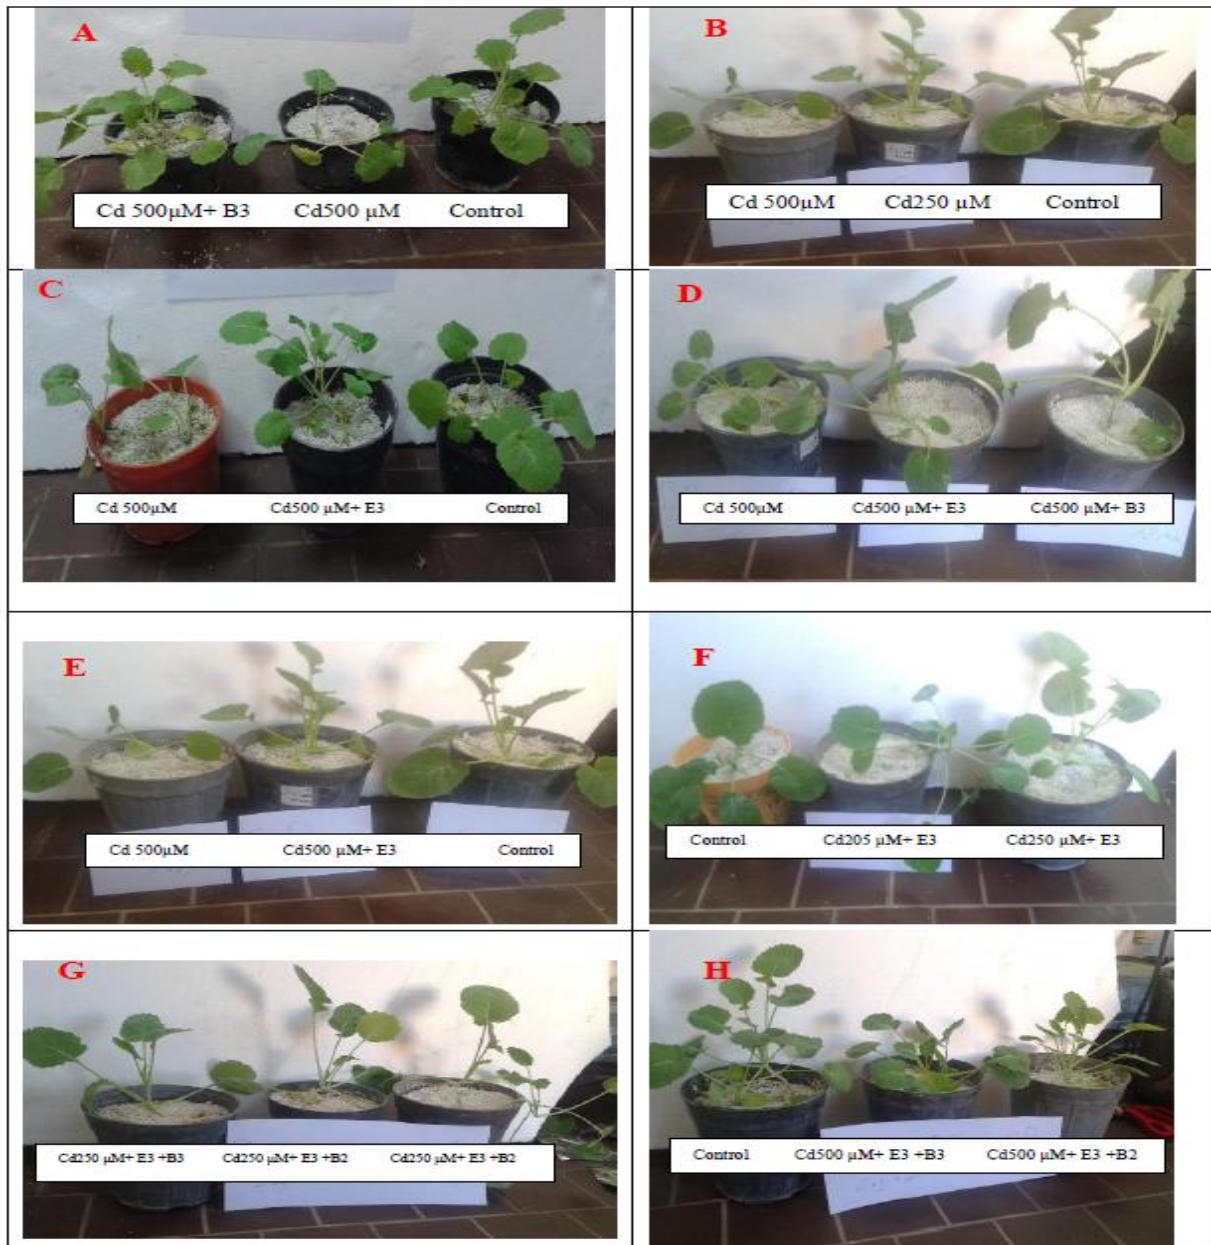 A
Cd 500µM+ B3 Cd500 µM Control
B
Cd 500µM Cd250 µM Control
C
Cd 500µM Cd500 µM+ E3 Control
D
Cd 500µM Cd500 µM+ E3 Cd500 µM+ B3
E
Cd 500µM Cd500 µM+ E3 Control
F
Control Cd205 µM+ E3 Cd250 µM+ E3
G
Cd250 µM+ E3 +B3 Cd250 µM+ E3 +B2 Cd250 µM+ E3 +B2
H
Control Cd500 µM+ E3 +B3 Cd500 µM+ E3 +B2